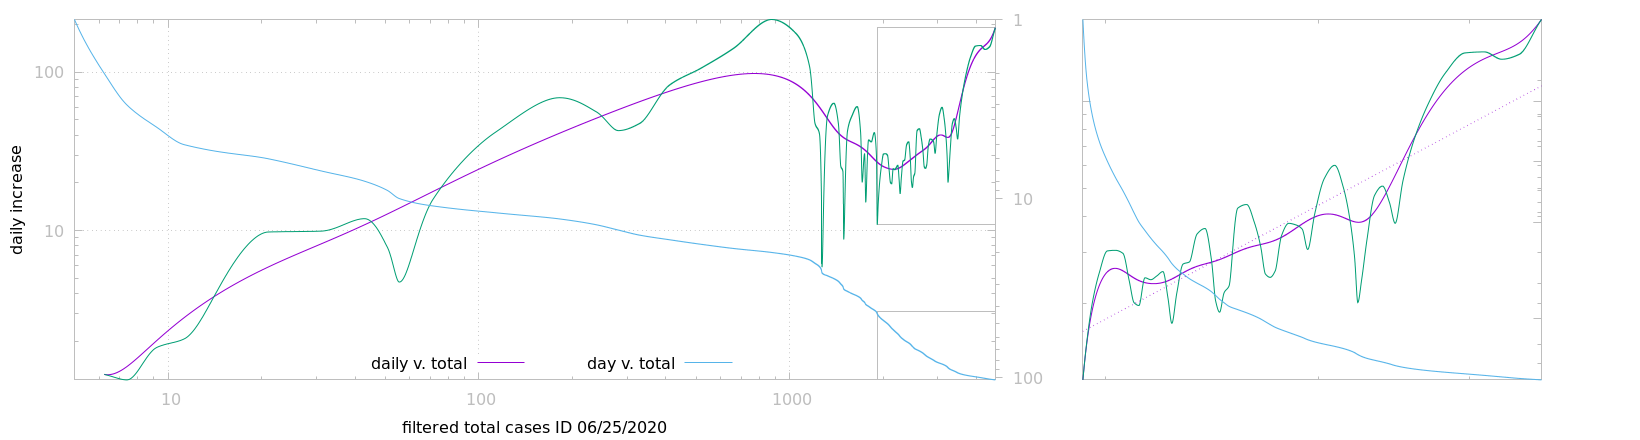 1
100
10
10
daily increase
daily v. total
day v. total
100
10
100
1000
filtered total cases ID 06/25/2020